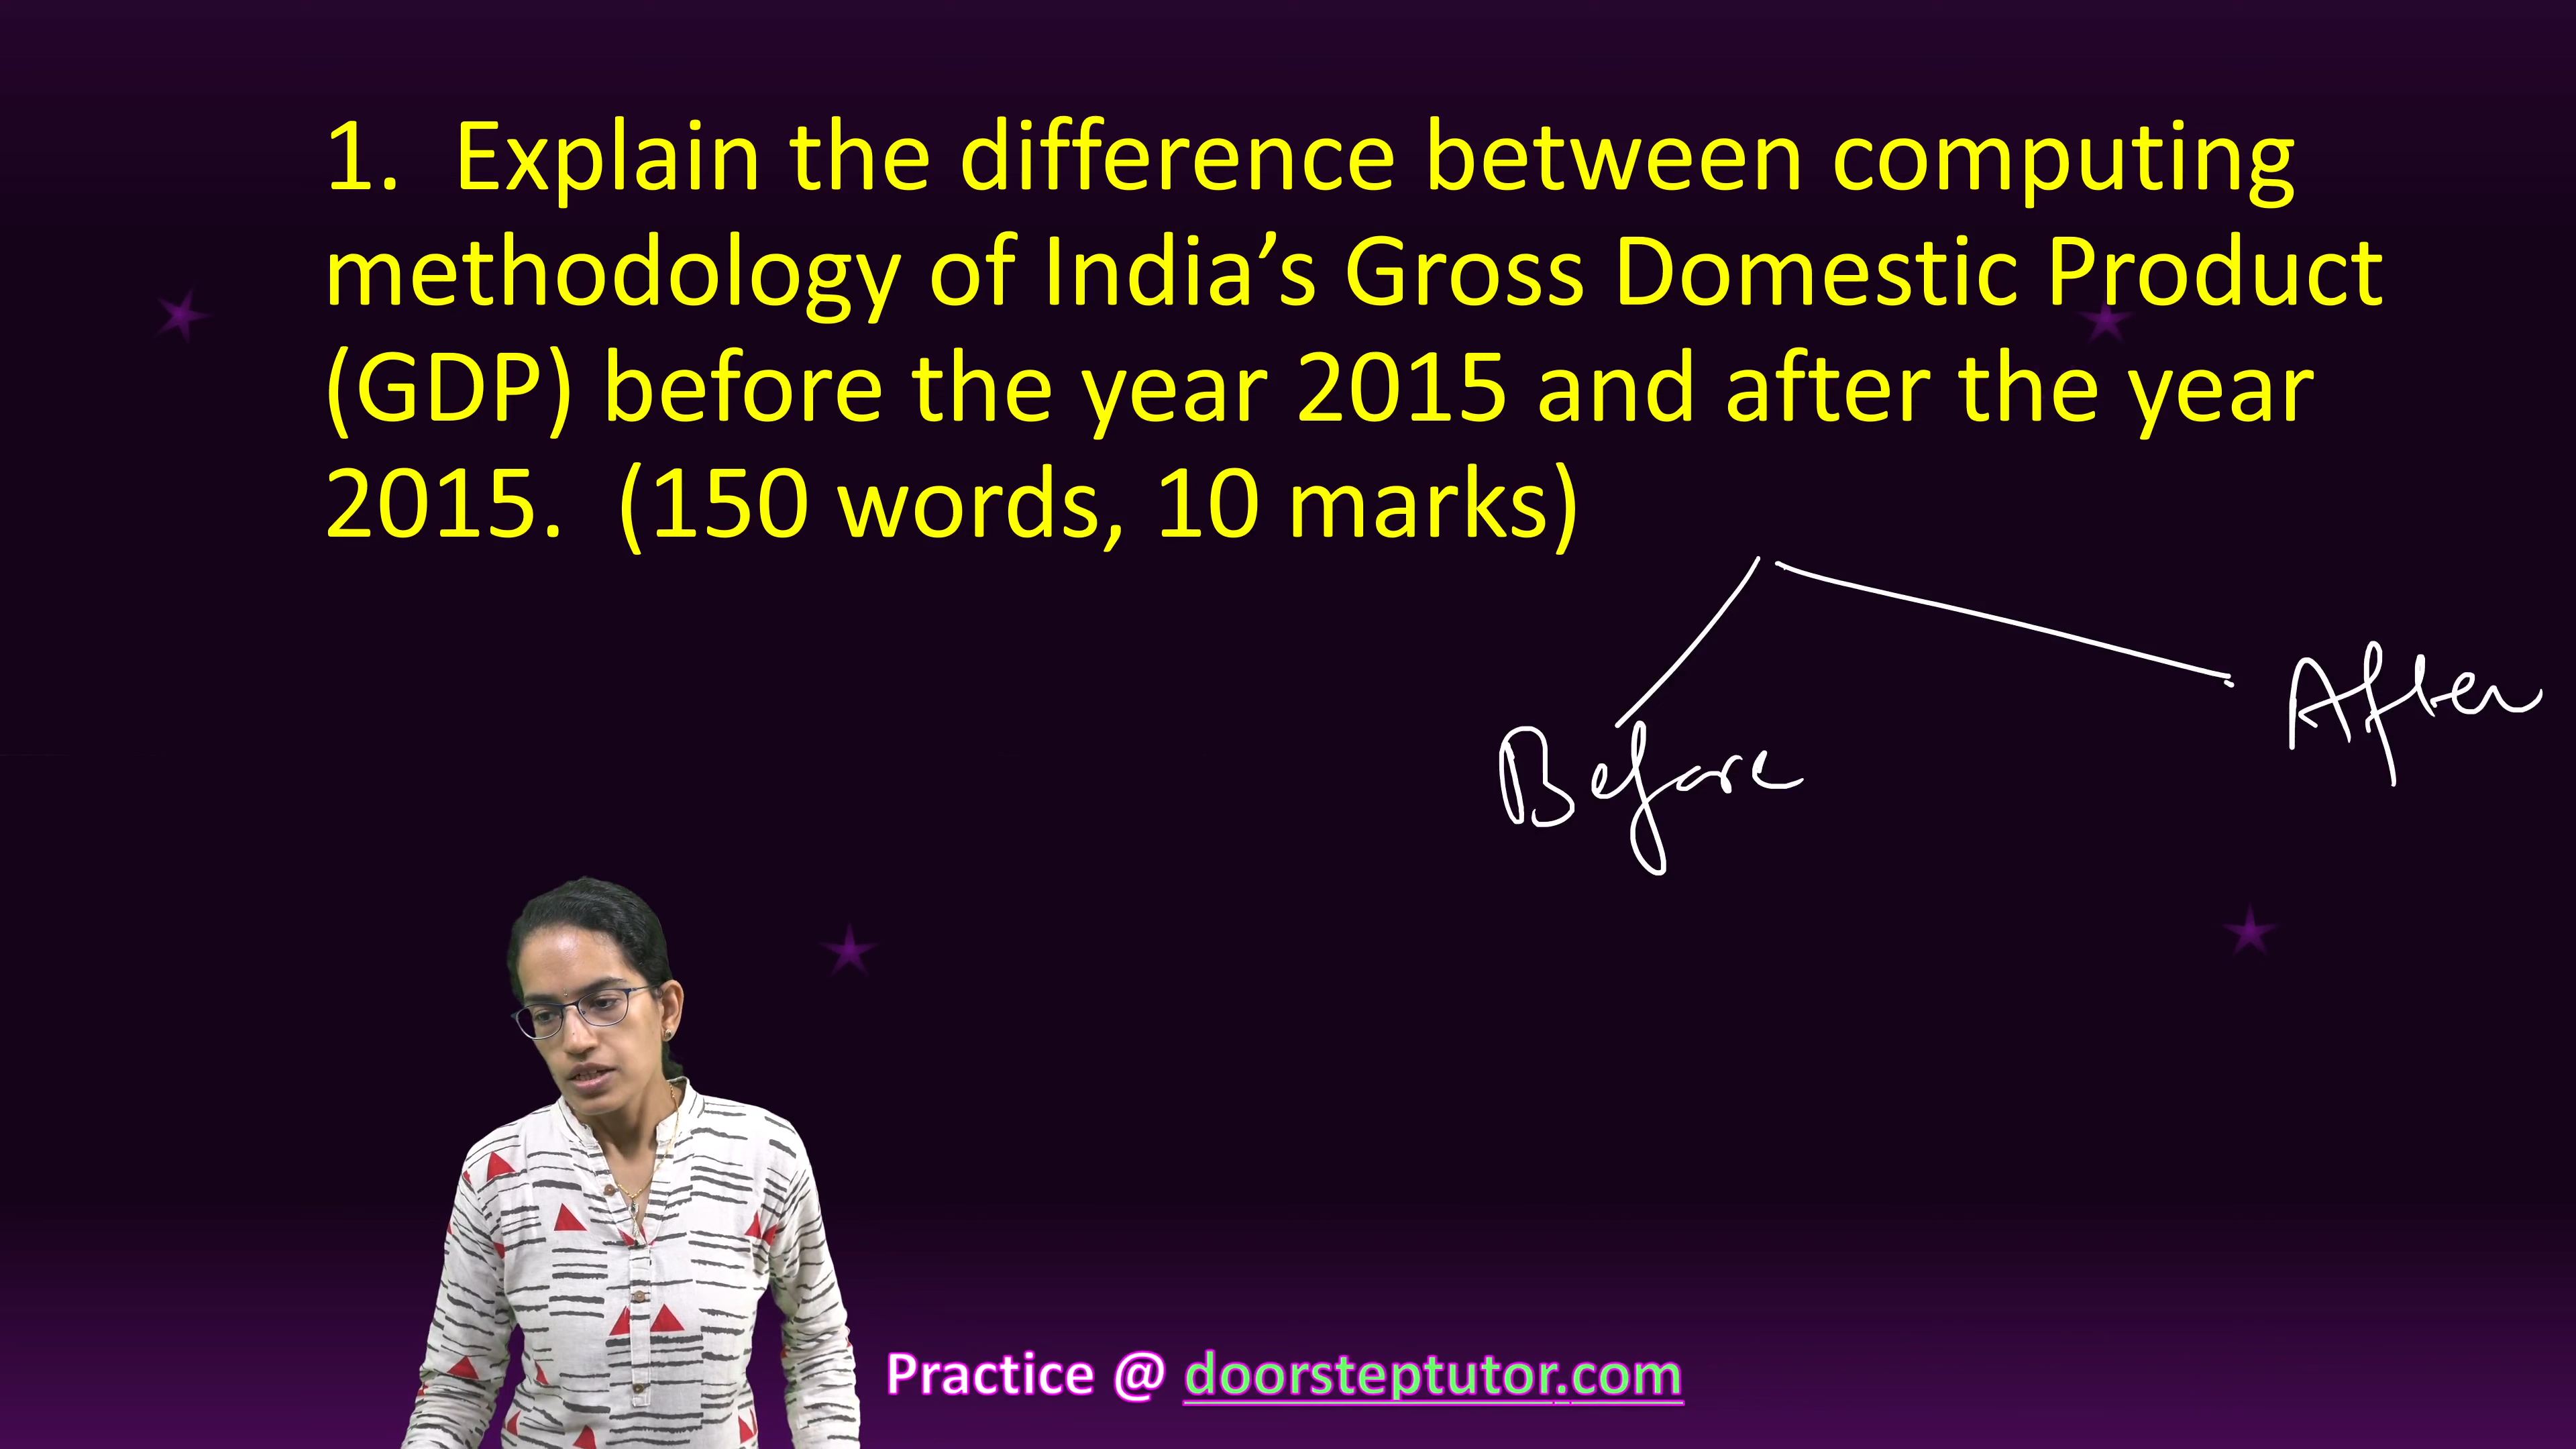 1. Explain the difference between computing
methodology of India’s Gross Domestic Product
(GDP) before the year 2015 and after the year
2015. (150 words, 10 marks)
Before
After
Practice @ doorsteptutor.com